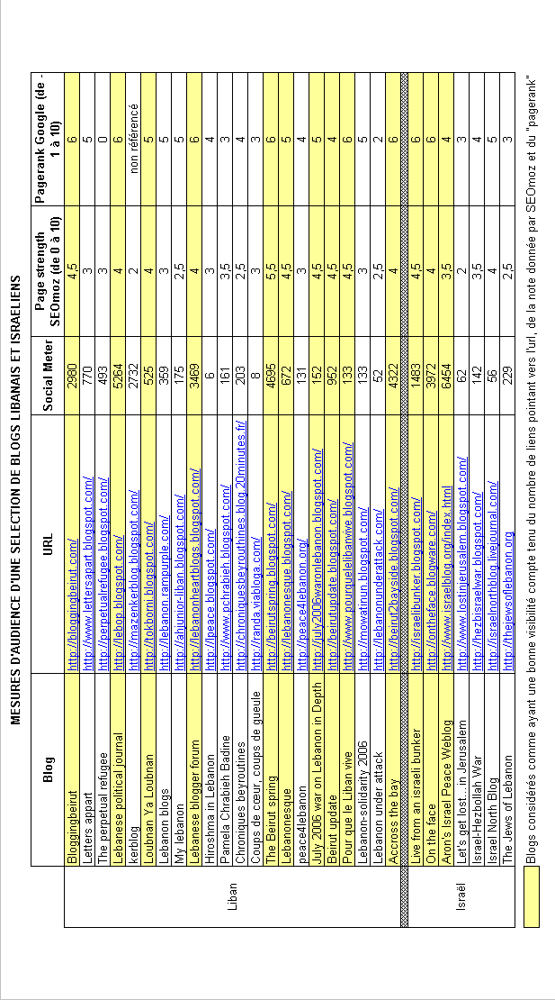 MESURES D'AUDIENCE D'UNE SELECTION DE BLOGS LIBANAIS ET ISRAELIENS
Blog URL Social Meter Page strength SEOmoz (de 0 à 10) Pagerank Google (de -1 à 10)
Liban
Bloggingbeirut http://bloggingbeirut.com/ 2980 4,5 6
Letters appart http://www.lettersapart.blogspot.com/ 770 3 5
The perpetual refugee http://perpetualrefugee.blogspot.com/ 493 3 0
Lebanese political journal http://lebop.blogspot.com/ 5264 4 6
kerblog http://mazenkerblog.blogspot.com/ 2732 2 non référencé
Loubnan Ya Loubnan http://tokborni.blogspot.com/ 525 4 5
Lebanon blogs http://lebanon.rampurple.com/ 359 3 5
My lebanon http://ahjunior-liban.blogspot.com/ 175 2,5 5
Lebanese blogger forum http://lebanonheartblogs.blogspot.com/ 3469 4 6
Hiroshma in Lebanon http://lpeace.blogspot.com/ 6 3 4
Pamela Chrabieh Badine http://www.pchrabieh.blogspot.com/ 161 3,5 3
Chroniques beyroutines http://chroniquesbeyrouthines.blog.20minutes.fr/ 203 2,5 4
Coups de cœur, coups de gueule http://randa.viabloga.com/ 8 3 3
The Beirut spring http://beirutspring.blogspot.com/ 4695 5,5 6
Lebanonesque http://lebanonesque.blogspot.com/ 672 4,5 5
peace4lebanon http://peace4lebanon.org/ 131 3 4
July 2006 war on Lebanon in Depth http://july2006waronlebanon.blogspot.com/ 152 4,5 5
Beirut update http://beirutupdate.blogspot.com/ 952 4,5 4
Pour que le Liban vive http://www.pourquelelibanvive.blogspot.com/ 133 4,5 6
Lebanon-solidarity 2006 http://mowatinun.blogspot.com/ 133 3 5
Lebanon under attack http://lebanonunderattack.com/ 52 2,5 2
Accross the bay http://beirut2bayside.blogspot.com/ 4322 4 6
Israël
Live from an israeli bunker http://israelibunker.blogspot.com/ 1483 4,5 6
On the face http://ontheface.blogware.com/ 3972 4 6
Aron's Israel Peace Weblog http://www.israelblog.org/index.html 6454 3,5 4
Let's get lost…in Jerusalem http://www.lostinjerusalem.blogspot.com/ 62 2 3
Israel-Hezbollah War http://hezbisraelwar.blogspot.com/ 142 3,5 4
Israel North Blog http://israelnorthblog.livejournal.com/ 56 4 5
The Jews of Lebanon http://thejewsoflebanon.org 229 2,5 3
Blogs considérés comme ayant une bonne visibilité compte tenu du nombre de liens pointant vers l'url, de la note donnée par SEOmoz et du "pagerank"